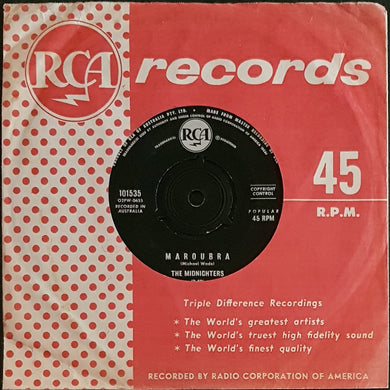 RCA records
45
R.P.M.
RCA
101535
RECORDED IN
AUSTRALIA
COPYRIGHT
CONTROL
POPULAR
45 RPM
MAROUBRA
(Michael Wade)
THE MIDNIGHTERS
Triple Difference Recordings
* The World's greatest artists
* The World's truest high fidelity sound
* The World's finest quality
RECORDED BY RADIO CORPORATION OF AMERICA